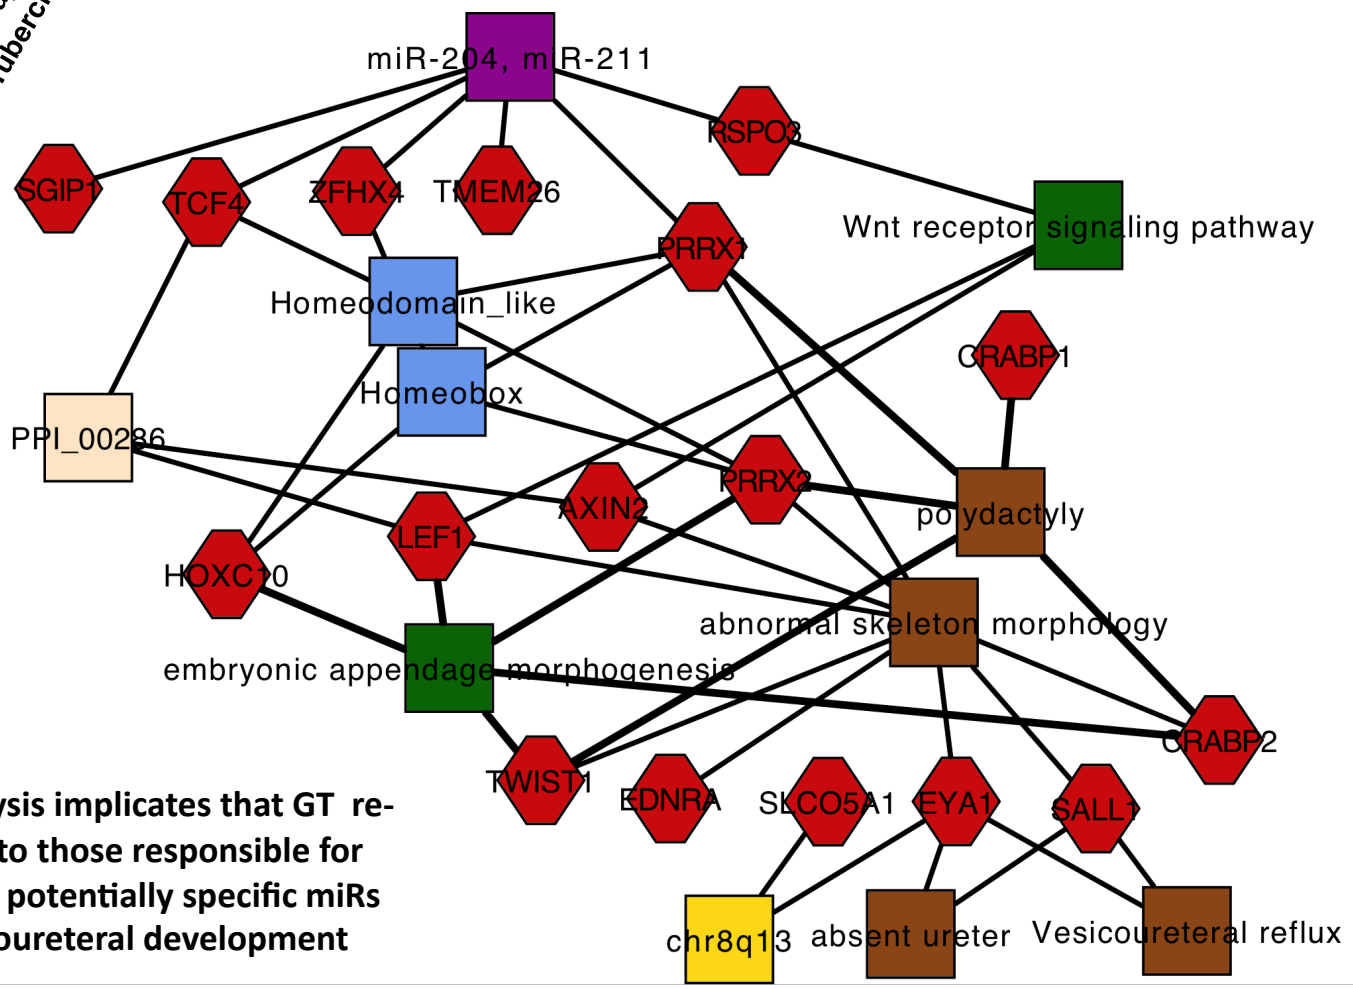 miR-204, miR-211
RSPO3
SGIP1
TCF4
ZFHX4
TMEM26
PRRX1
Wnt receptor signaling pathway
Homeodomain_like
CRABP1
Homeobox
PPI_00286
PRRX2
AXIN2
polydactyly
LEF1
HOXC10
abnormal skeleton morphology
embryonic appendage morphogenesis
CRABP2
TWIST1
EDNRA
SLCO5A1
EYA1
SALL1
ysis implicates that GT re-
to those responsible for
potentially specific miRs
oureteral development
chr8q13
absent ureter
Vesicoureteral reflux